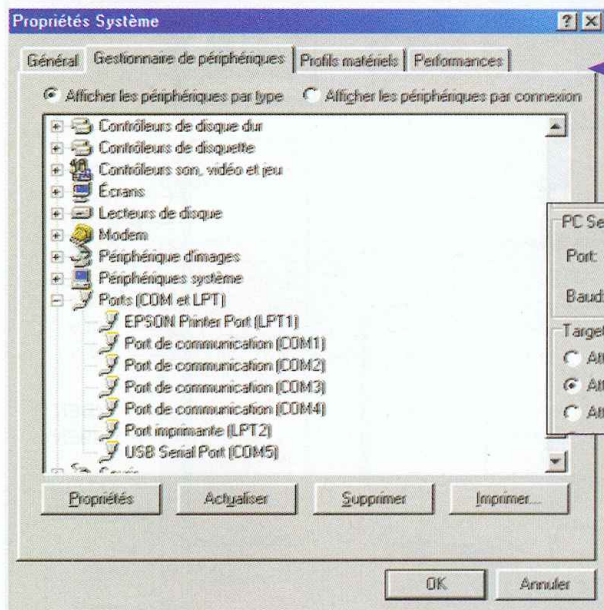 Propriétés Système
Général Gestionnaire de périphériques Profils matériels Performances
Afficher les périphériques par type Afficher les périphériques par connexion
Contrôleurs de disque dur
Contrôleurs de disquette
Contrôleurs son, vidéo et jeu
Écrans
Lecteurs de disque
Modem
Périphérique d'images
Périphériques système
Ports (COM et LPT)
EPSON Printer Port (LPT1)
Port de communication (COM1)
Port de communication (COM2)
Port de communication (COM3)
Port de communication (COM4)
Port imprimante (LPT2)
USB Serial Port (COM5)
Propriétés Actualiser Supprimer Imprimer...
OK Annuler
PC Se
Port:
Baud:
Target